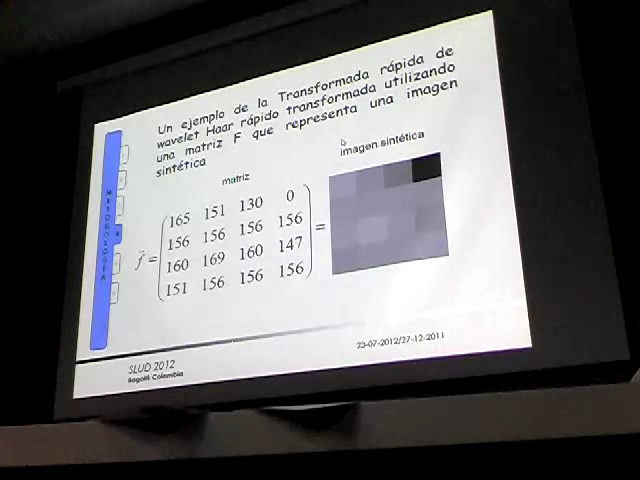 Un ejemplo de la Transformada rápida de
wavelet Haar rápido transformada utilizando
una matriz F que representa una imagen
sintética
matriz
imagen sintética
165 151 130 0
156 156 156 156
f = =
160 169 160 147
151 156 156 156
METODOLOGÍA
4
SLUD 2012
Bogotá Colombia
23-07-2012/27-12-2011